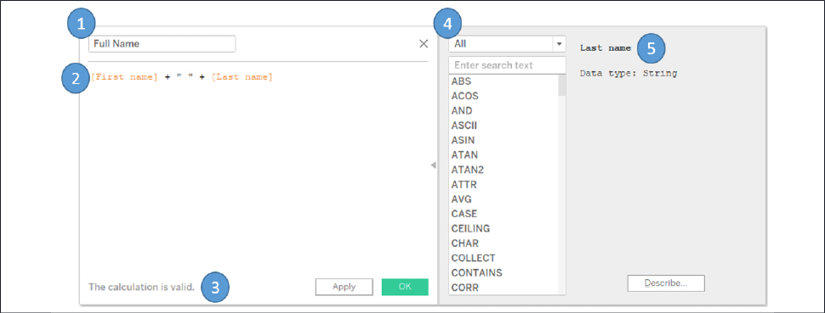 1
Full Name
2
[First name] + " " + [Last name]
The calculation is valid.
3
Apply
OK
4
All
Enter search text
ABS
ACOS
AND
ASCII
ASIN
ATAN
ATAN2
ATTR
AVG
CASE
CEILING
CHAR
COLLECT
CONTAINS
CORR
Last name
5
Data type: String
Describe...